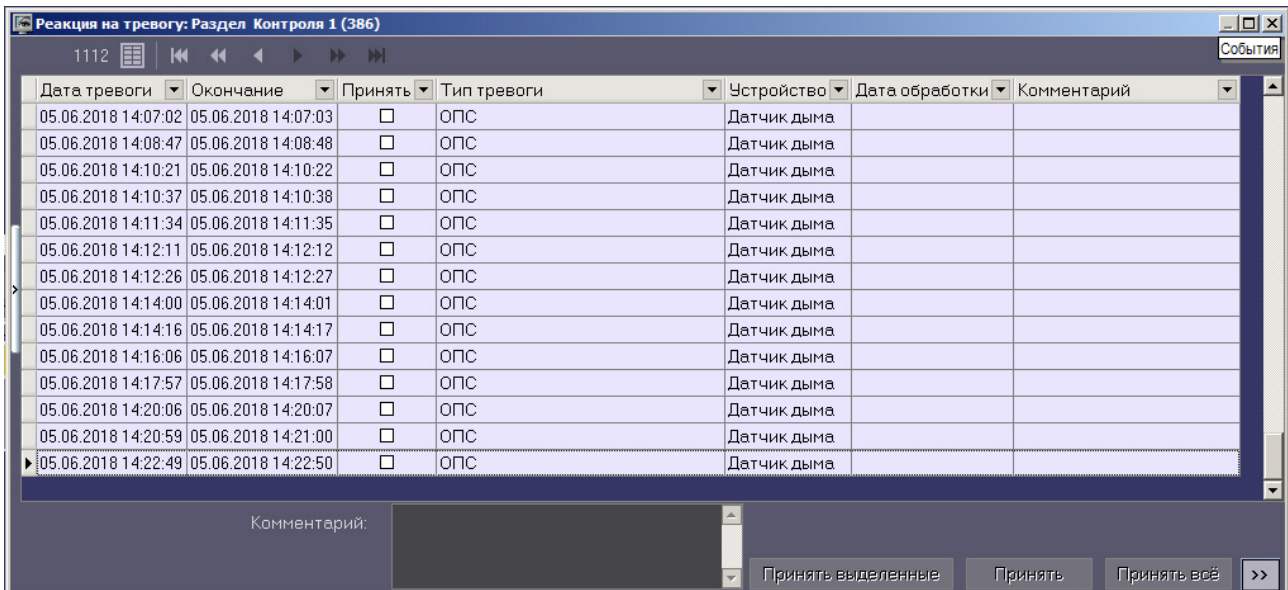 Реакция на тревогу: Раздел Контроля 1 (386)
События
1112
Дата тревоги Окончание Принять Тип тревоги Устройство Дата обработки Комментарий
05.06.2018 14:07:02 05.06.2018 14:07:03 ОПС Датчик дыма
05.06.2018 14:08:47 05.06.2018 14:08:48 ОПС Датчик дыма
05.06.2018 14:10:21 05.06.2018 14:10:22 ОПС Датчик дыма
05.06.2018 14:10:37 05.06.2018 14:10:38 ОПС Датчик дыма
05.06.2018 14:11:34 05.06.2018 14:11:35 ОПС Датчик дыма
05.06.2018 14:12:11 05.06.2018 14:12:12 ОПС Датчик дыма
05.06.2018 14:12:26 05.06.2018 14:12:27 ОПС Датчик дыма
05.06.2018 14:14:00 05.06.2018 14:14:01 ОПС Датчик дыма
05.06.2018 14:14:16 05.06.2018 14:14:17 ОПС Датчик дыма
05.06.2018 14:16:06 05.06.2018 14:16:07 ОПС Датчик дыма
05.06.2018 14:17:57 05.06.2018 14:17:58 ОПС Датчик дыма
05.06.2018 14:20:06 05.06.2018 14:20:07 ОПС Датчик дыма
05.06.2018 14:20:59 05.06.2018 14:21:00 ОПС Датчик дыма
05.06.2018 14:22:49 05.06.2018 14:22:50 ОПС Датчик дыма
Комментарий:
Принять выделенные Принять Принять всё >>